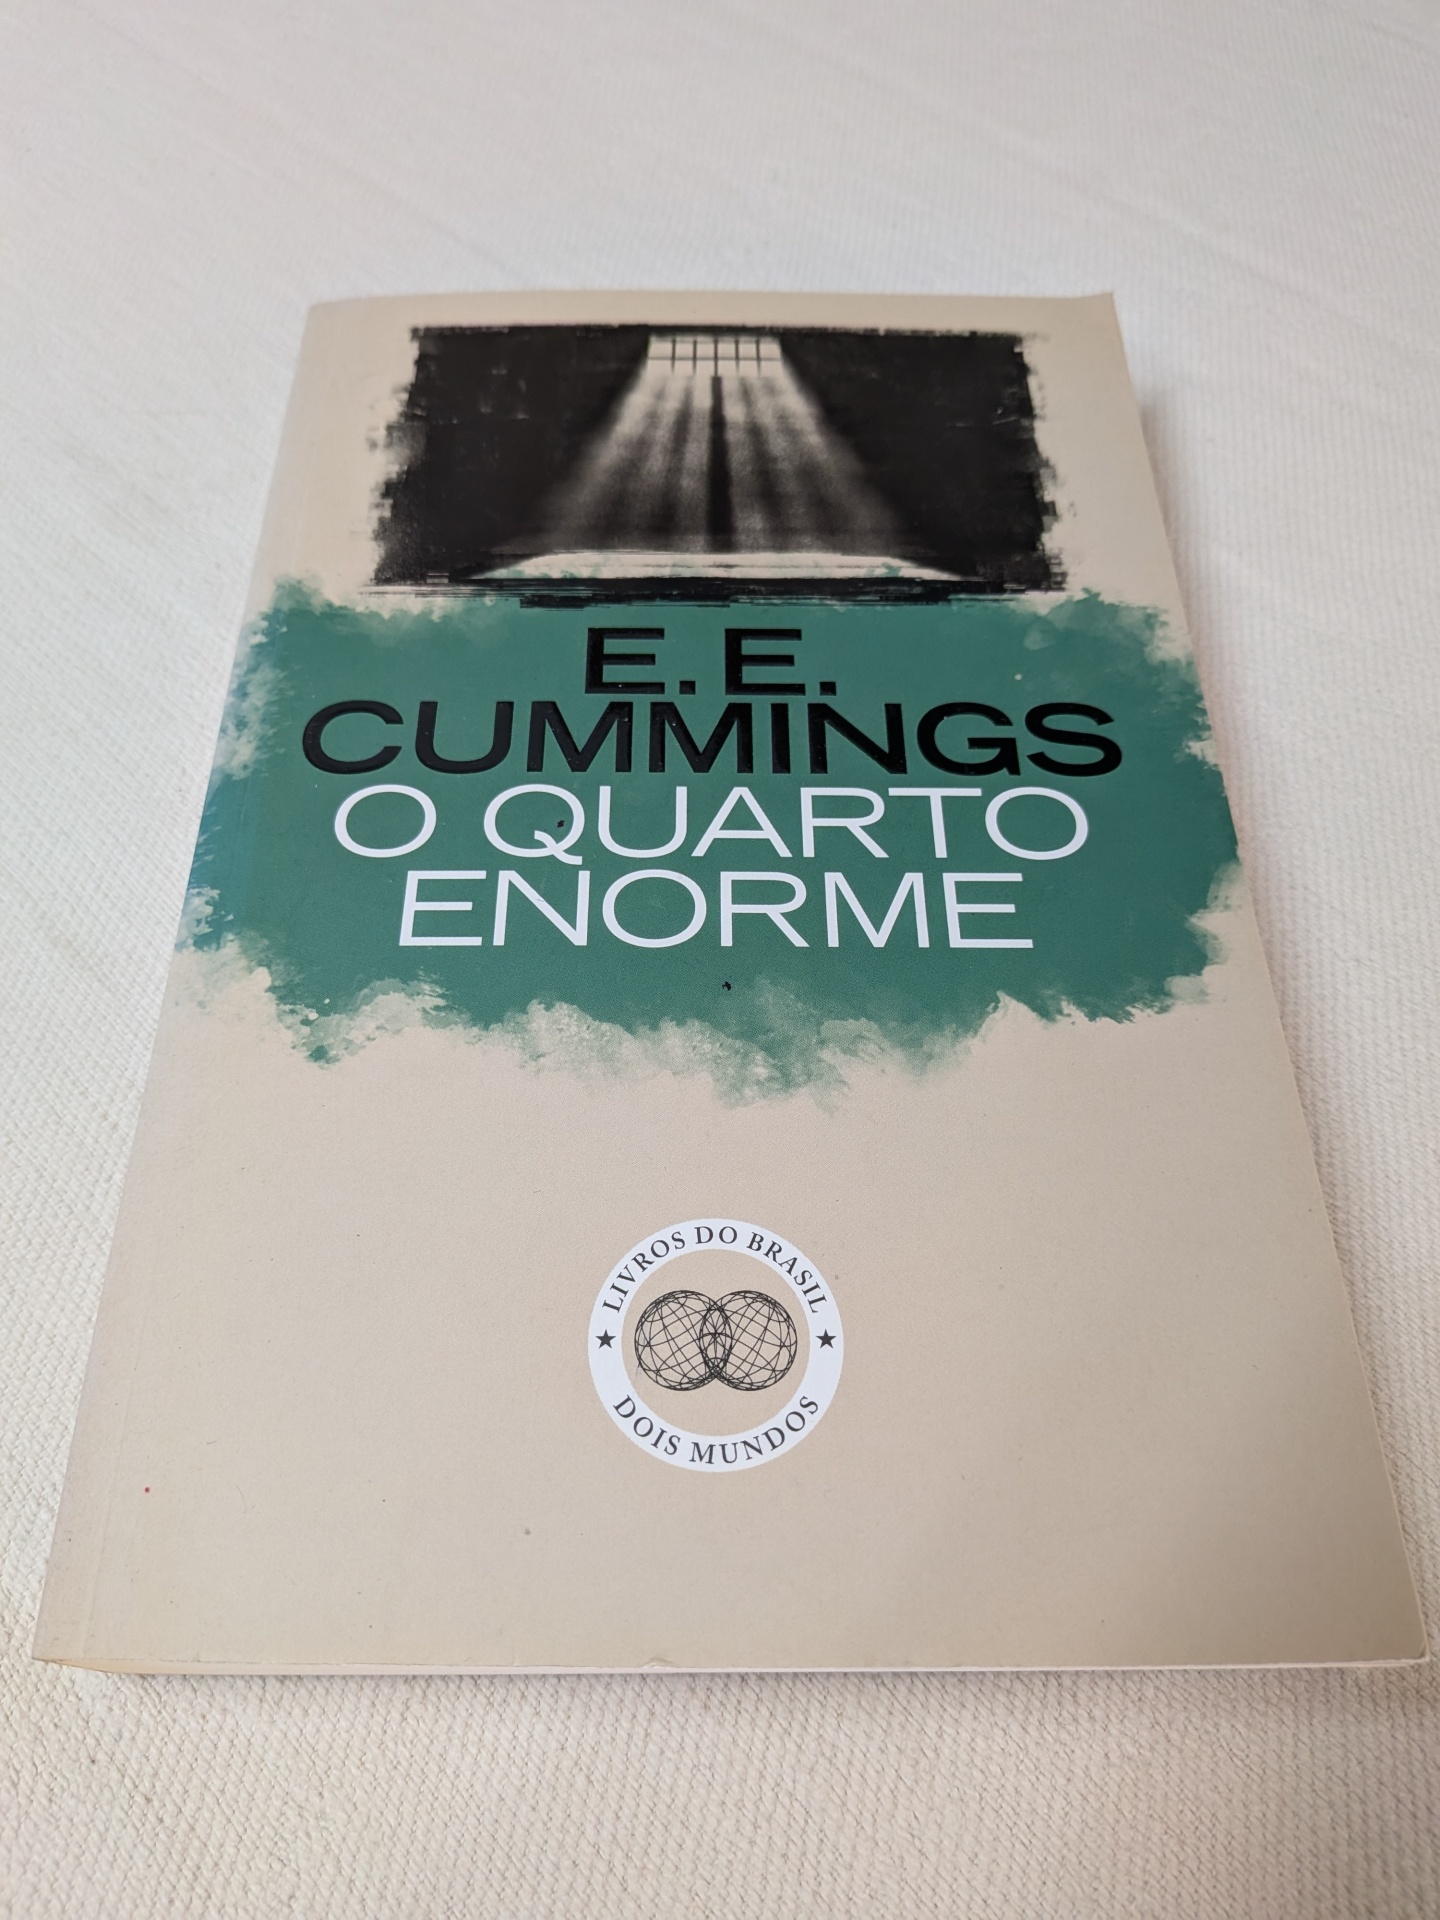 E. E.
CUMMINGS
O QUARTO
ENORME
LIVROS DO BRASIL
DOIS MUNDOS